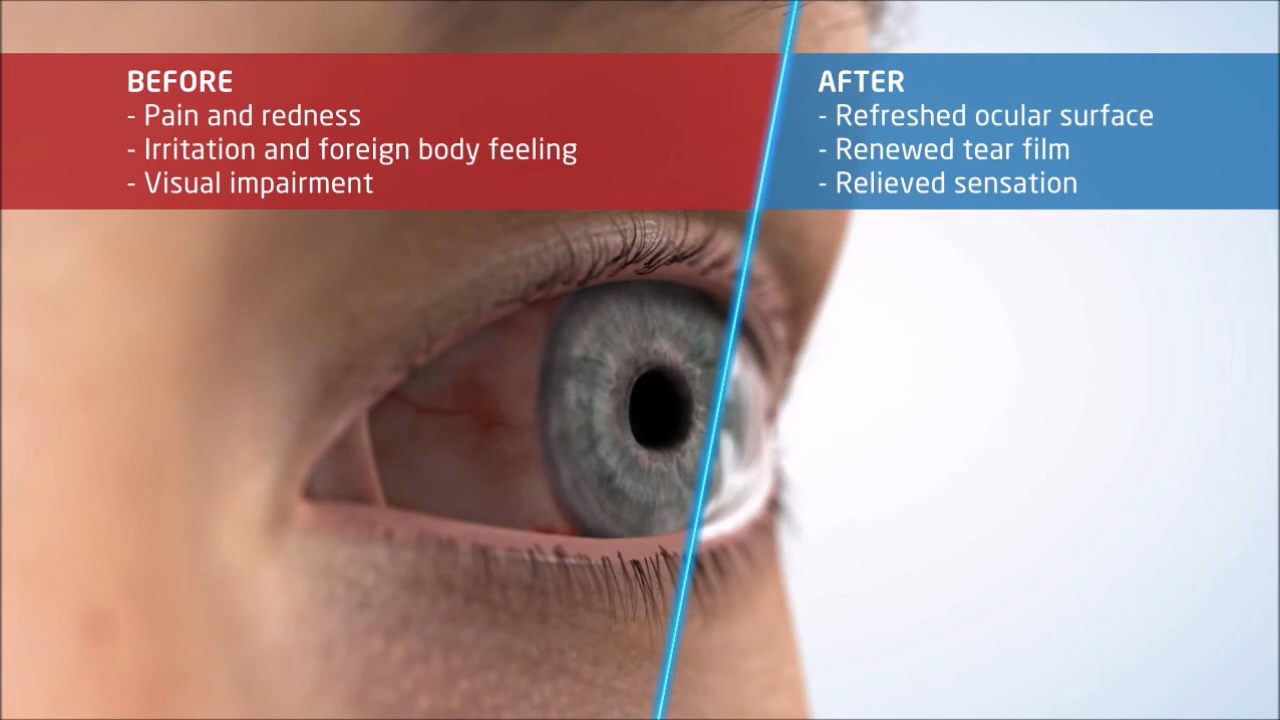 BEFORE
- Pain and redness
- Irritation and foreign body feeling
- Visual impairment
AFTER
- Refreshed ocular surface
- Renewed tear film
- Relieved sensation